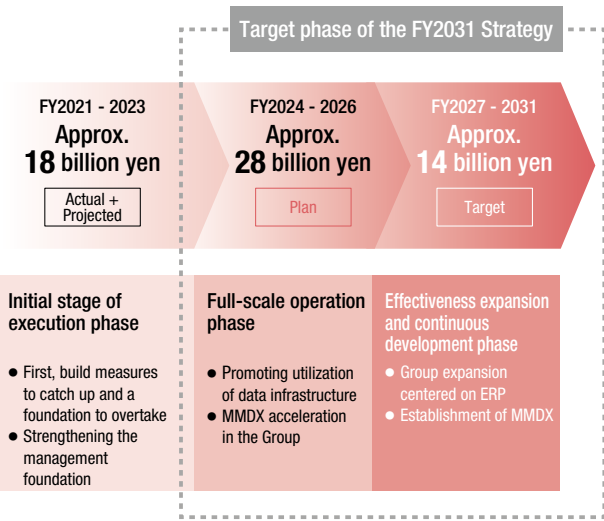 Target phase of the FY2031 Strategy
FY2021 - 2023
Approx.
18 billion yen
Actual +
Projected
FY2024 - 2026
Approx.
28 billion yen
Plan
FY2027 - 2031
Approx.
14 billion yen
Target
Initial stage of
execution phase
● First, build measures
to catch up and a
foundation to overtake
● Strengthening the
management
foundation
Full-scale operation
phase
● Promoting utilization
of data infrastructure
● MMDX acceleration
in the Group
Effectiveness expansion
and continuous
development phase
● Group expansion
centered on ERP
● Establishment of MMDX